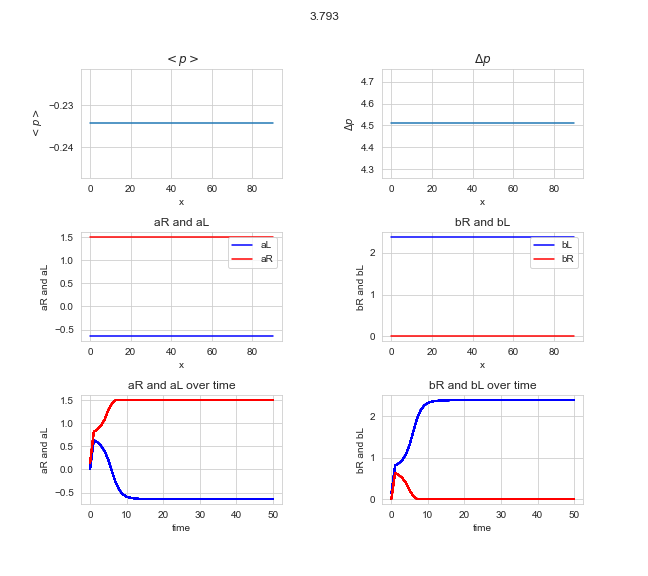 3.793
<p>
Δp
−0.23
−0.24
<p>
0 20 40 60 80
x
4.7
4.6
4.5
4.4
4.3
Δp
0 20 40 60 80
x
aR and aL
1.5
1.0
0.5
0.0
−0.5
aR and aL
aL
aR
0 20 40 60 80
x
bR and bL
2
1
0
bR and bL
bL
bR
0 20 40 60 80
x
aR and aL over time
1.5
1.0
0.5
0.0
−0.5
aR and aL
0 10 20 30 40 50
time
bR and bL over time
2
1
0
bR and bL
0 10 20 30 40 50
time